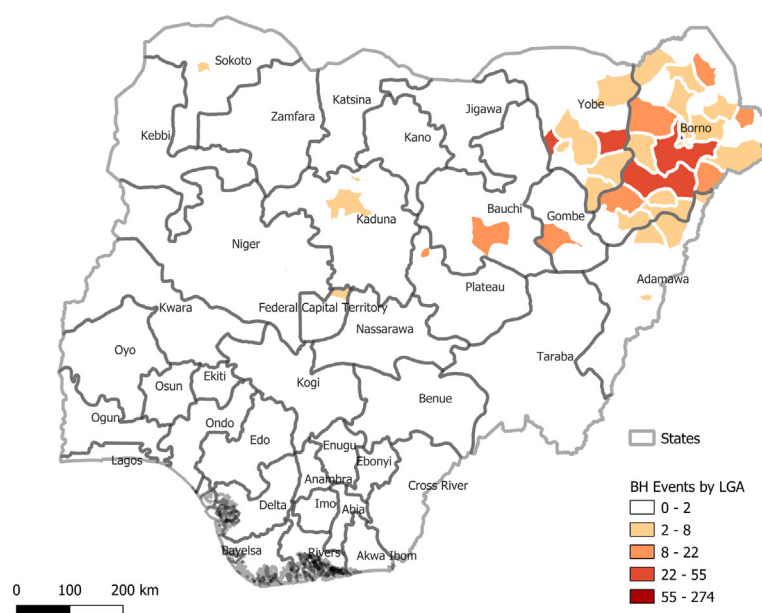 Sokoto
Katsina
Jigawa
Yobe
Borno
Kebbi
Zamfara
Kano
Kaduna
Bauchi
Gombe
Niger
Adamawa
Plateau
Federal Capital Territory
Kwara
Nassarawa
Oyo
Taraba
Osun
Ekiti
Kogi
Benue
Ogun
Ondo
Edo
Enugu
Ebonyi
Lagos
Anambra
Cross River
Delta
Imo
Abia
Bayelsa
Rivers
Akwa Ibom
States
BH Events by LGA
0 - 2
2 - 8
8 - 22
22 - 55
55 - 274
0 100 200 km